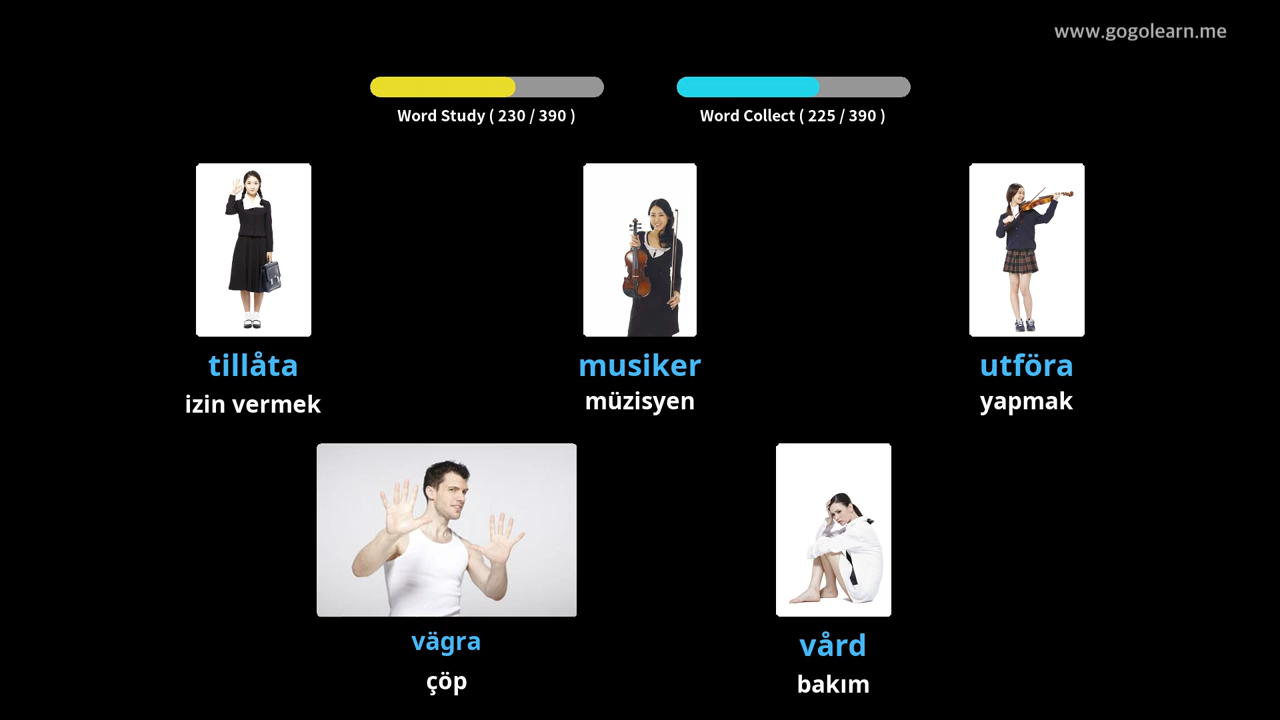 www.gogolearn.me
Word Study ( 230 / 390 )
Word Collect ( 225 / 390 )
tillåta
izin vermek
musiker
müzisyen
utföra
yapmak
vägra
çöp
vård
bakım